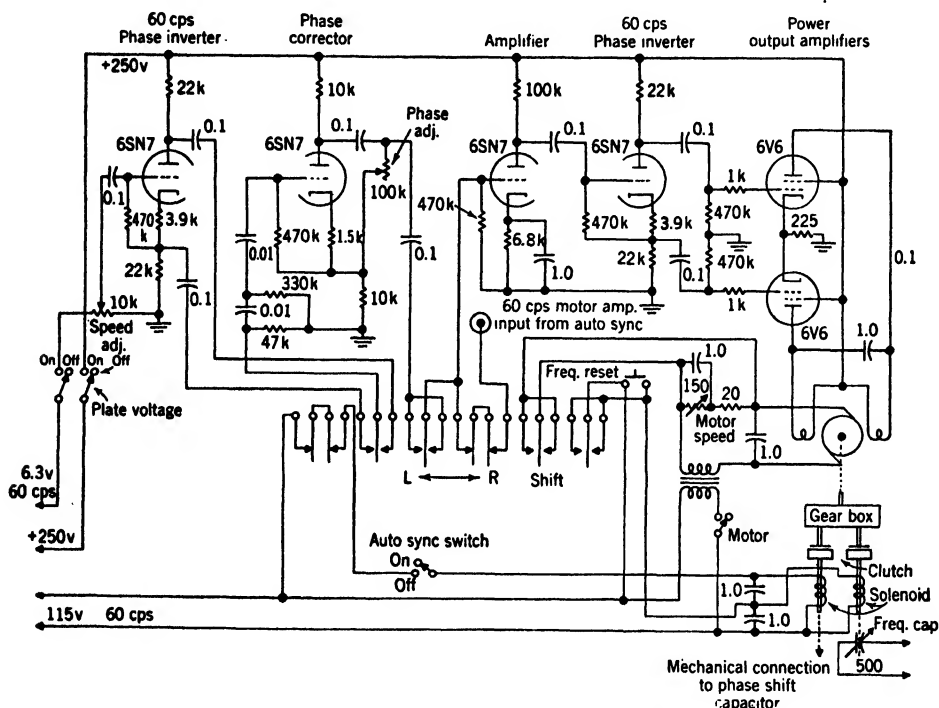 60 cps
Phase inverter
Phase
corrector
Amplifier
60 cps
Phase inverter
Power
output amplifiers
+250v
22k
10k
100k
22k
0.1
0.1
Phase
adj.
0.1
0.1
6SN7
6SN7
6SN7
6SN7
6V6
0.1
470
k
3.9k
100k
470k
1k
470k
225
22k
0.01
470k
1.5k
0.1
6.8k
1.0
470k
3.9k
22k
0.1
470k
0.1
0.1
330k
10k
1k
10k
Speed
adj.
0.01
47k
60 cps motor amp.
input from auto sync
6V6
1.0
On Off On Off
Plate voltage
Freq. reset
1.0
150
20
Motor
speed
1.0
L R Shift
6.3v
60 cps
+250v
Gear box
Motor
Auto sync switch
On
Off
Clutch
Solenoid
1.0
1.0
115v 60 cps
Freq. cap
500
Mechanical connection
to phase shift
capacitor